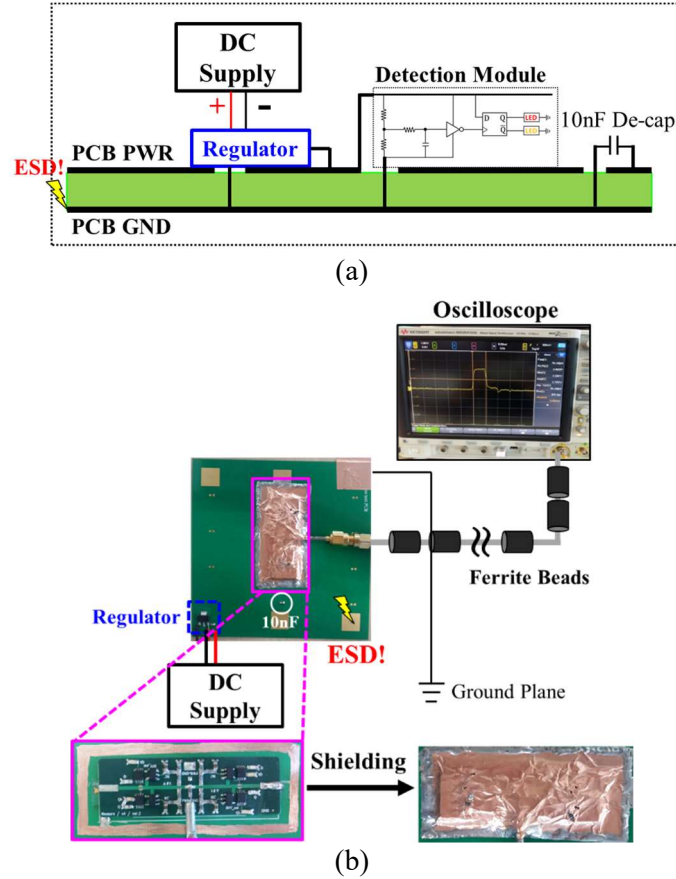 DC
Supply
+ -
Detection Module
D Q
Q
LED
LED
10nF De-cap
PCB PWR
Regulator
ESD!
PCB GND
(a)
Oscilloscope
Ferrite Beads
Regulator
10nF
ESD!
DC
Supply
Ground Plane
Shielding
(b)